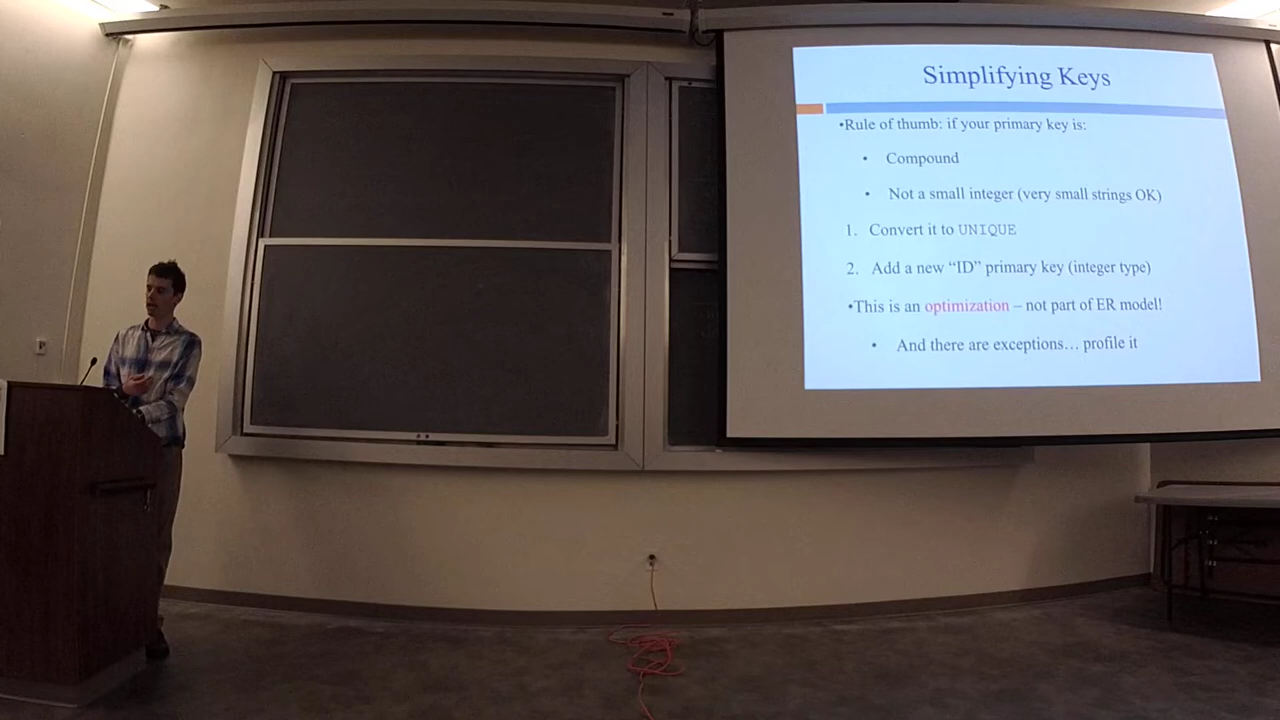 Simplifying Keys
•Rule of thumb: if your primary key is:
• Compound
• Not a small integer (very small strings OK)
1. Convert it to UNIQUE
2. Add a new “ID” primary key (integer type)
•This is an optimization – not part of ER model!
• And there are exceptions… profile it